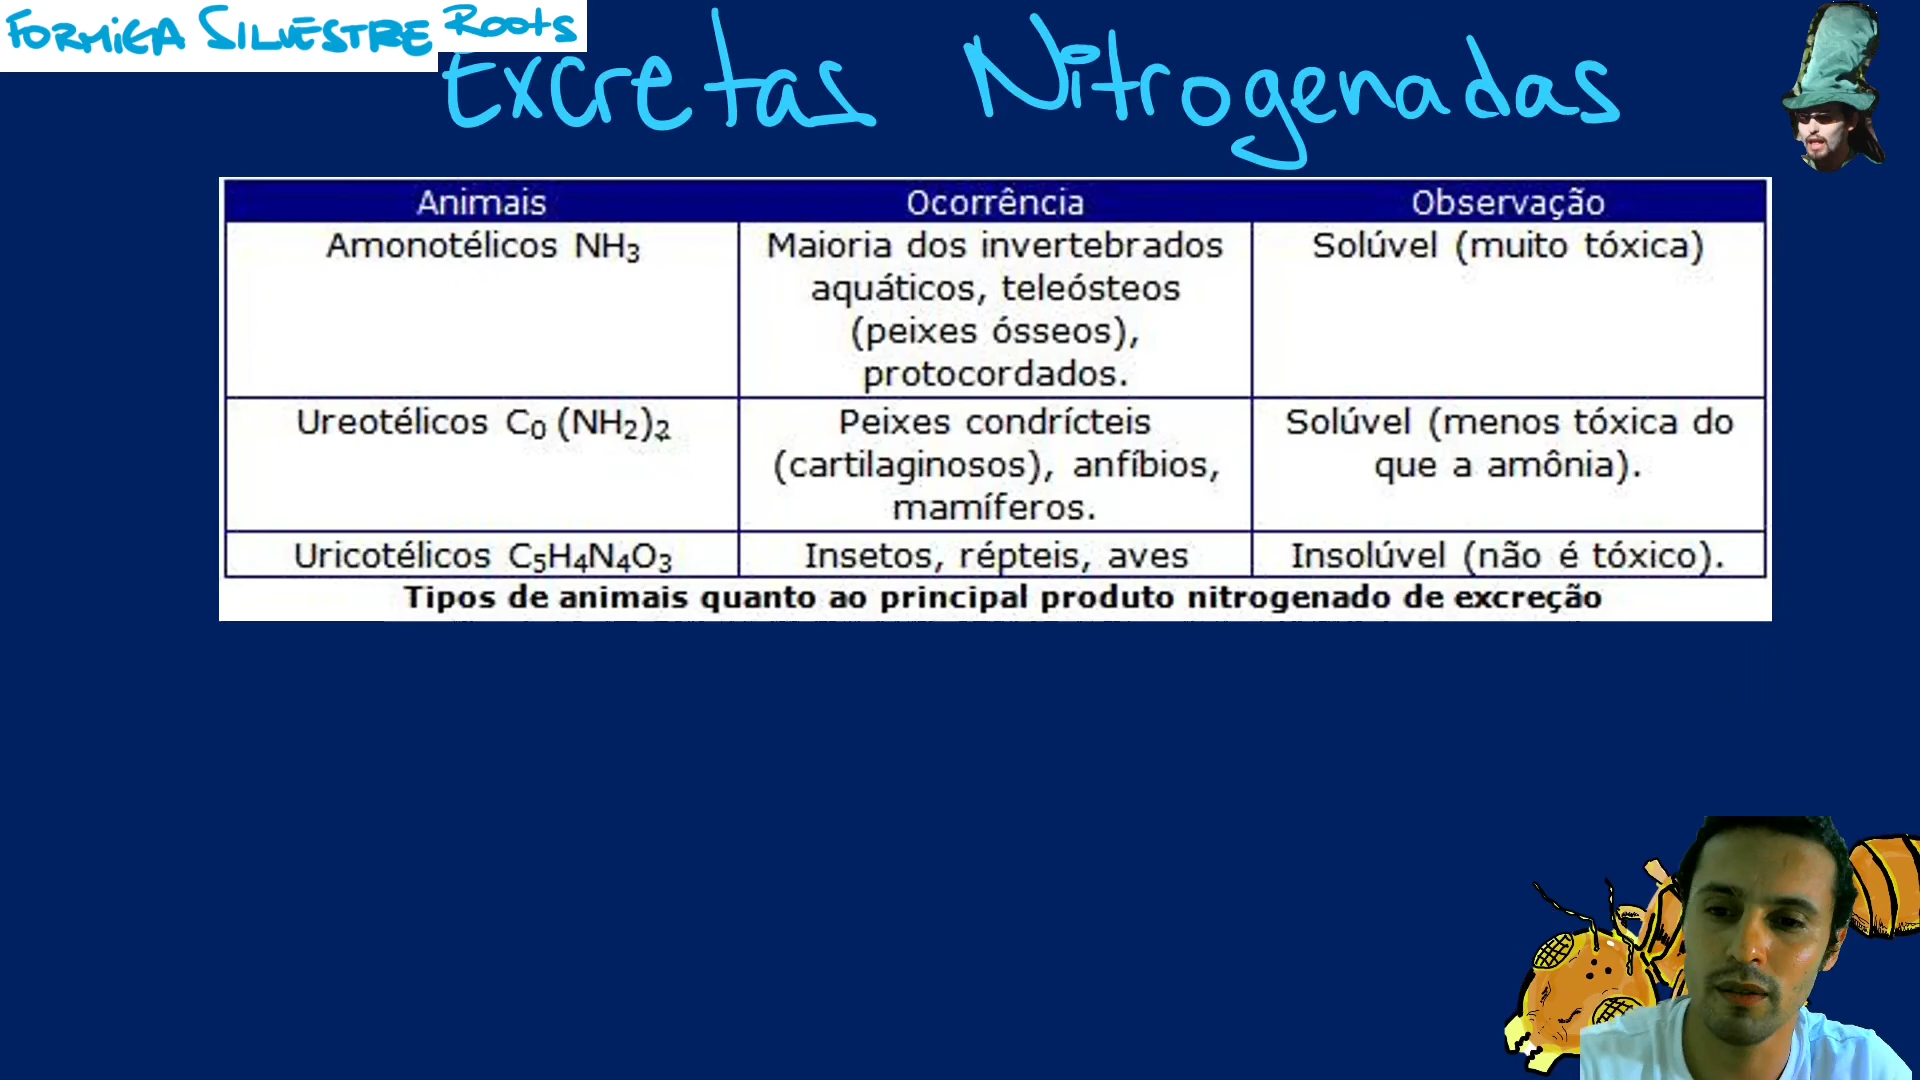 FORMIGA SILVESTRE Roots
Excretas Nitrogenadas
Animais Ocorrência Observação
Amonotélicos NH₃ Maioria dos invertebrados Solúvel (muito tóxica)
aquáticos, teleósteos
(peixes ósseos),
protocordados.
Ureotélicos C₀ (NH₂)₂ Peixes condrícteis Solúvel (menos tóxica do
(cartilaginosos), anfíbios, que a amônia).
mamíferos.
Uricotélicos C₅H₄N₄O₃ Insetos, répteis, aves Insolúvel (não é tóxico).
Tipos de animais quanto ao principal produto nitrogenado de excreção